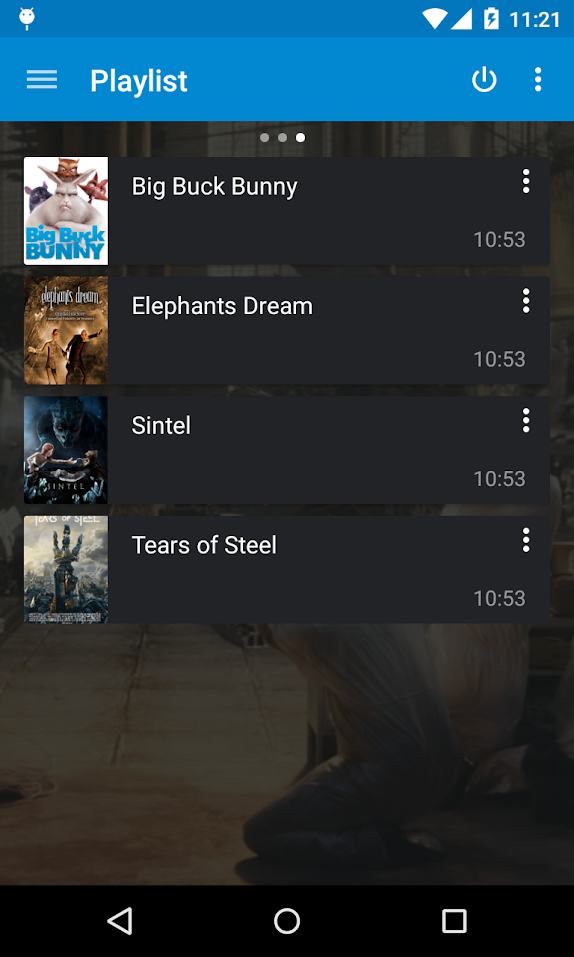 11:21
Playlist
Big Buck BUNNY
Big Buck Bunny
10:53
elephants dream
Elephants Dream
10:53
SINTEL
Sintel
10:53
TEARS OF STEEL
Tears of Steel
10:53